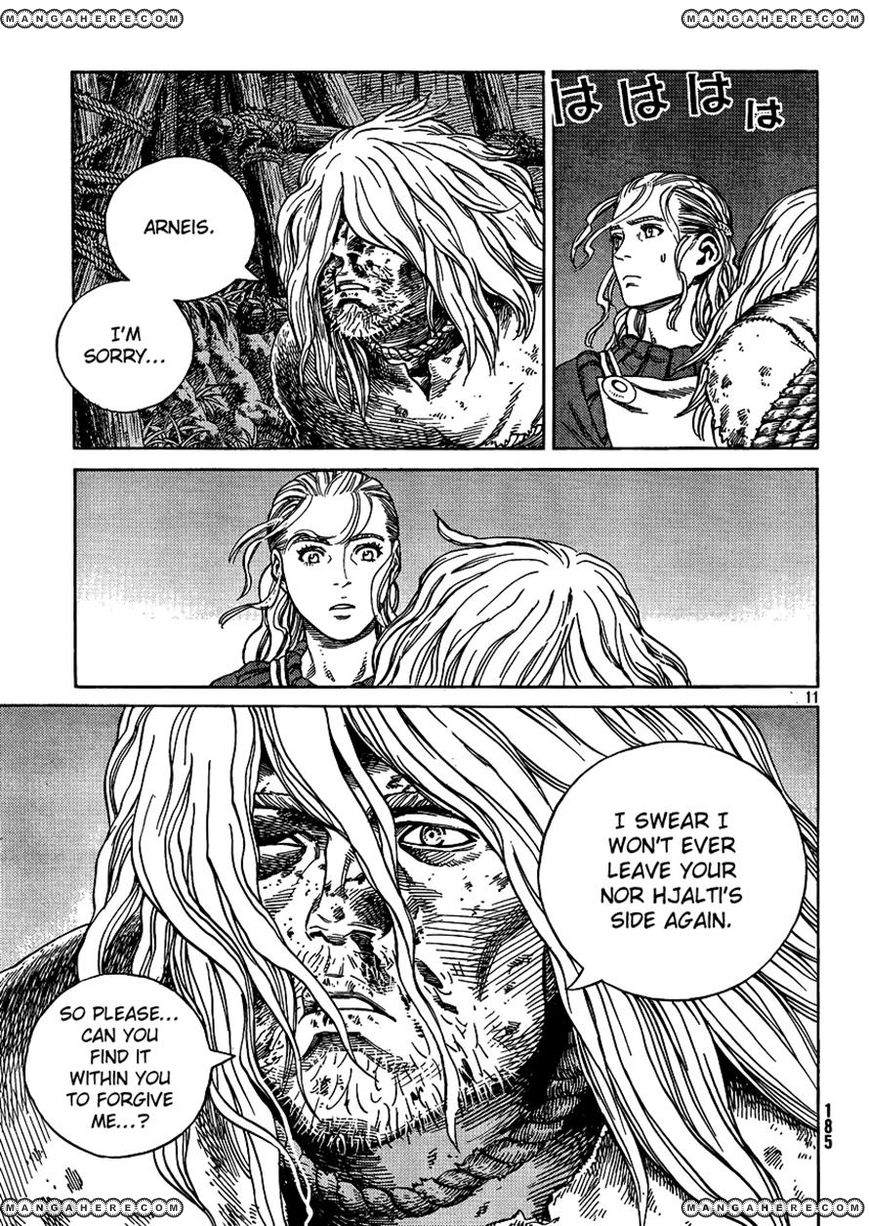 MANGAHERE.COM
MANGAHERE.COM
は は は は
ARNEIS.
I'M
SORRY...
11
I SWEAR I
WON'T EVER
LEAVE YOUR
NOR HJALTI'S
SIDE AGAIN.
SO PLEASE...
CAN YOU
FIND IT
WITHIN YOU
TO FORGIVE
ME...?
185
MANGAHERE.COM
MANGAHERE.COM